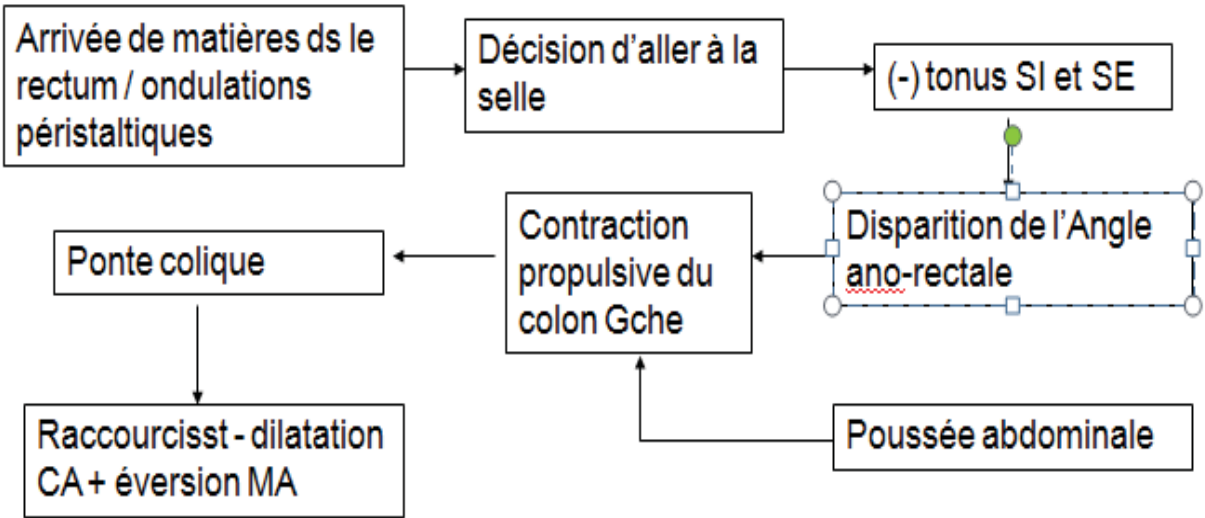 Arrivée de matières ds le
rectum / ondulations
péristaltiques
Décision d'aller à la
selle
(-) tonus SI et SE
Disparition de l'Angle
ano-rectale
Contraction
propulsive du
colon Gche
Ponte colique
Raccourcisst - dilatation
CA + éversion MA
Poussée abdominale